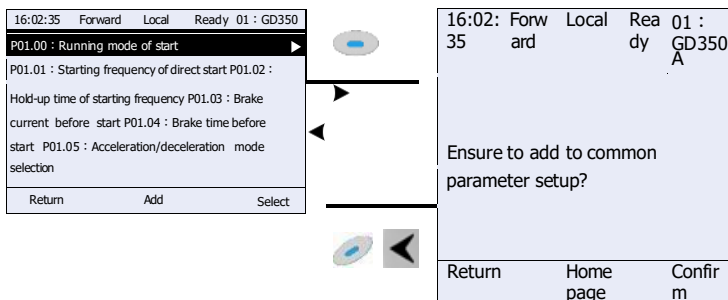 16:02:35 Forward Local Ready 01：GD350
P01.00：Running mode of start
P01.01：Starting frequency of direct start P01.02：
Hold-up time of starting frequency P01.03：Brake
current before start P01.04：Brake time before
start P01.05：Acceleration/deceleration mode
selection
Return Add Select
16:02: Forw Local Rea 01：
35 ard dy GD350
A
Ensure to add to common
parameter setup?
Return Home Confir
page m